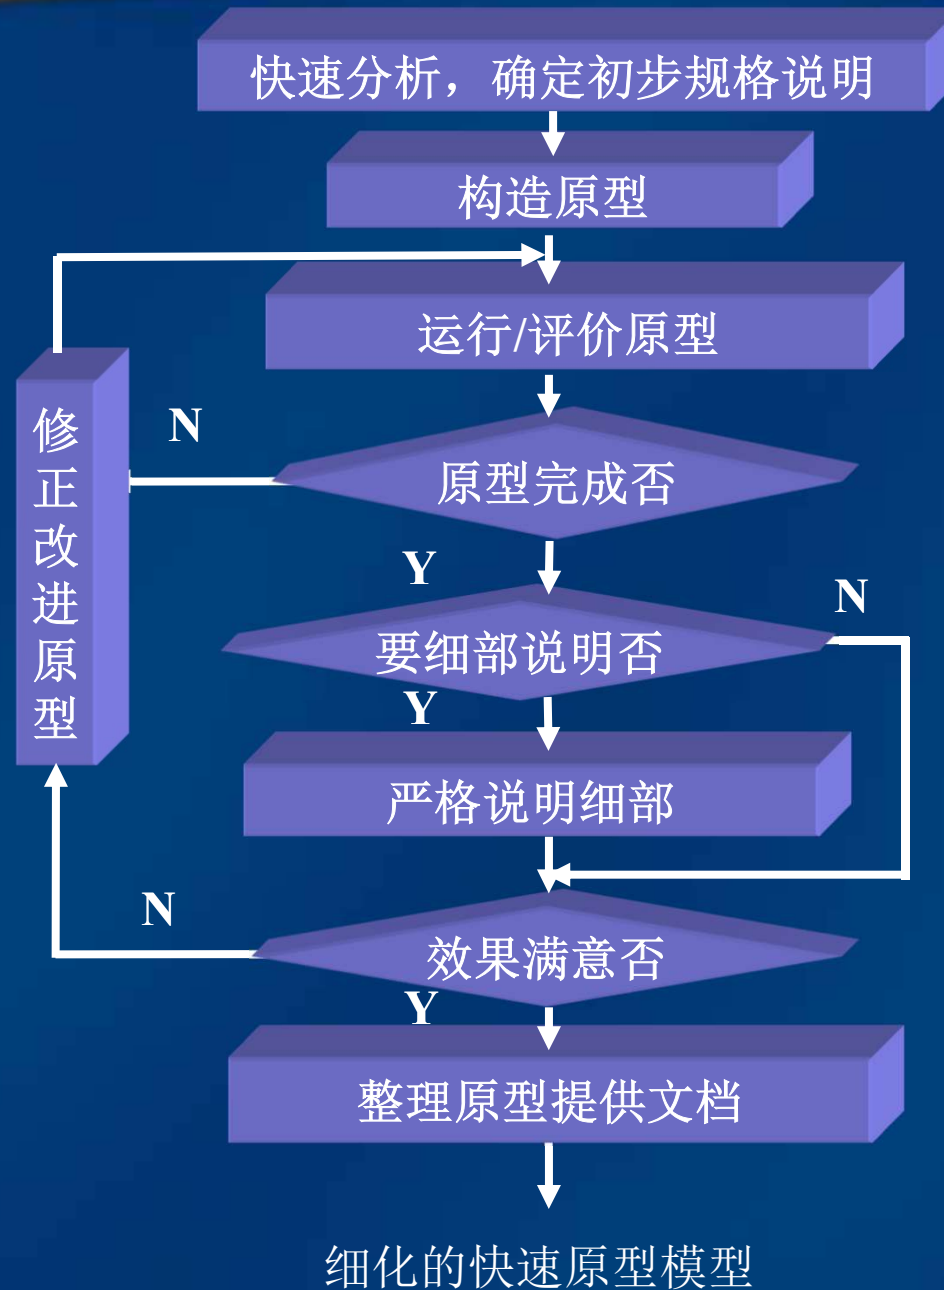 快速分析，确定初步规格说明
构造原型
运行/评价原型
修正改进原型
N
原型完成否
Y
N
要细部说明否
Y
严格说明细部
N
效果满意否
Y
整理原型提供文档
细化的快速原型模型